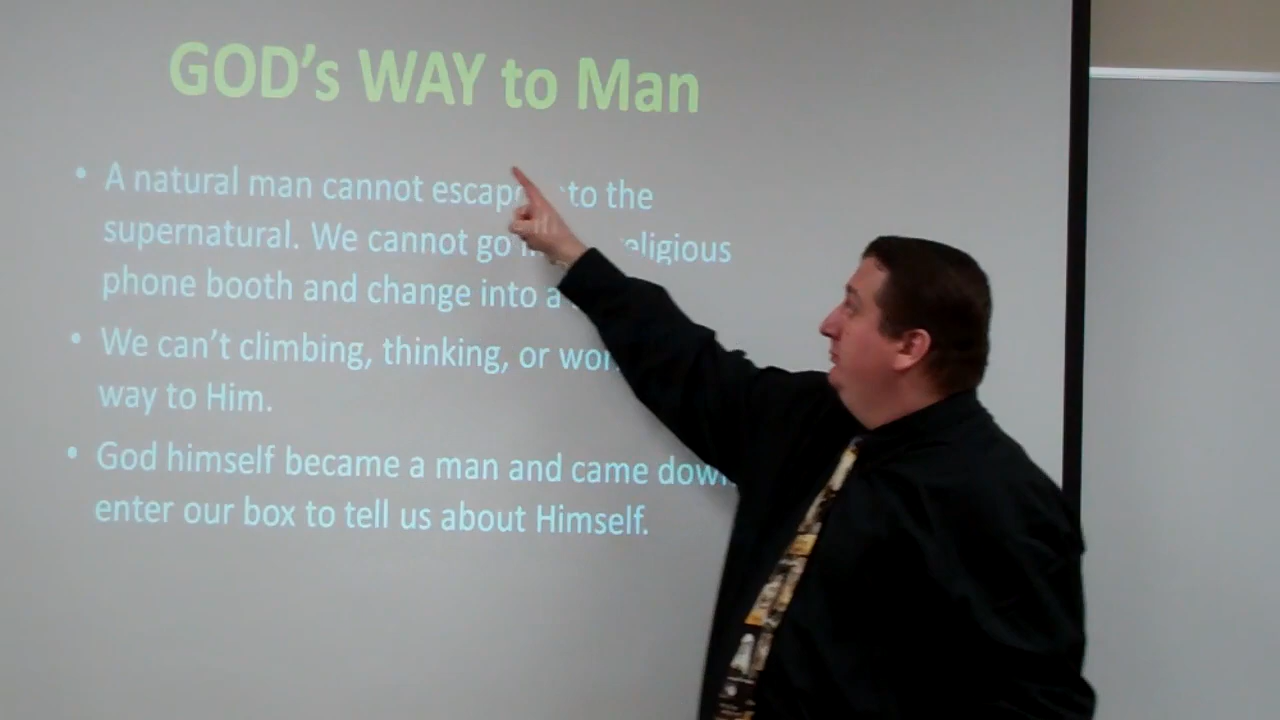 GOD's WAY to Man
• A natural man cannot escape to the
supernatural. We cannot go religious
phone booth and change into a
• We can't climbing, thinking, or
way to Him.
• God himself became a man and came down
enter our box to tell us about Himself.